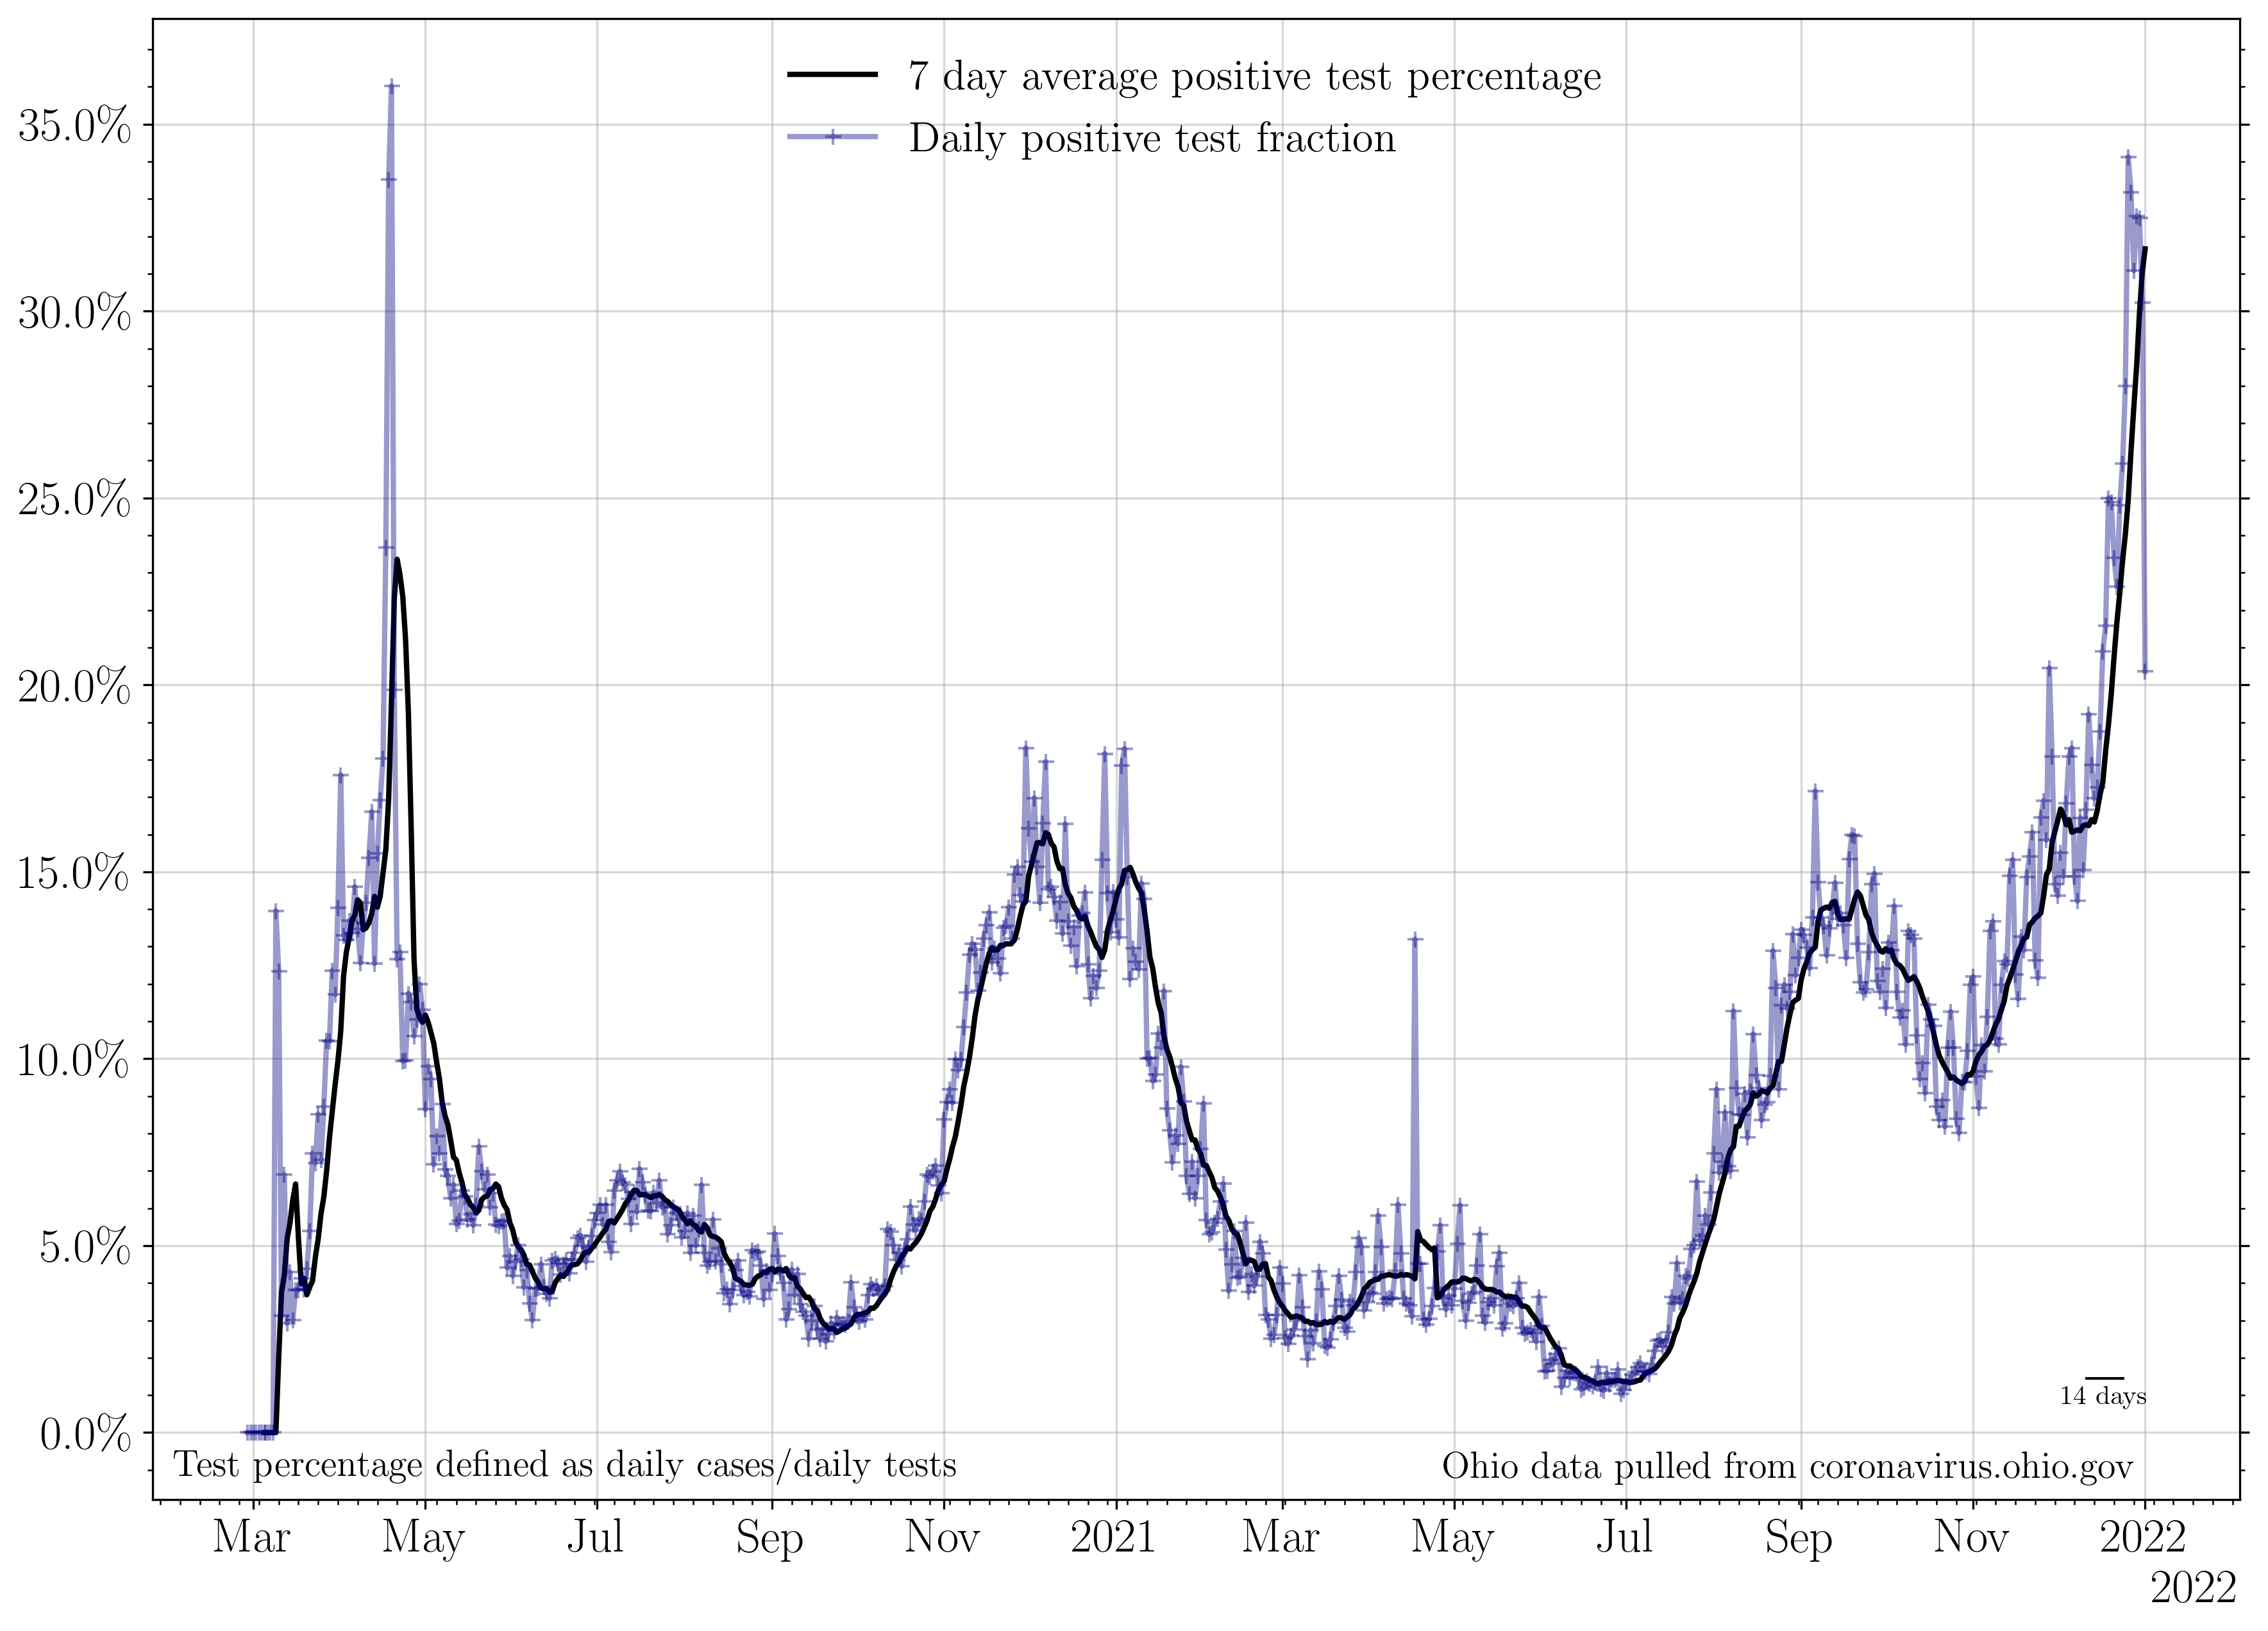 7 day average positive test percentage
Daily positive test fraction
35.0%
30.0%
25.0%
20.0%
15.0%
10.0%
5.0%
0.0%
14 days
Test percentage defined as daily cases/daily tests
Ohio data pulled from coronavirus.ohio.gov
Mar May Jul Sep Nov 2021 Mar May Jul Sep Nov 2022
2022